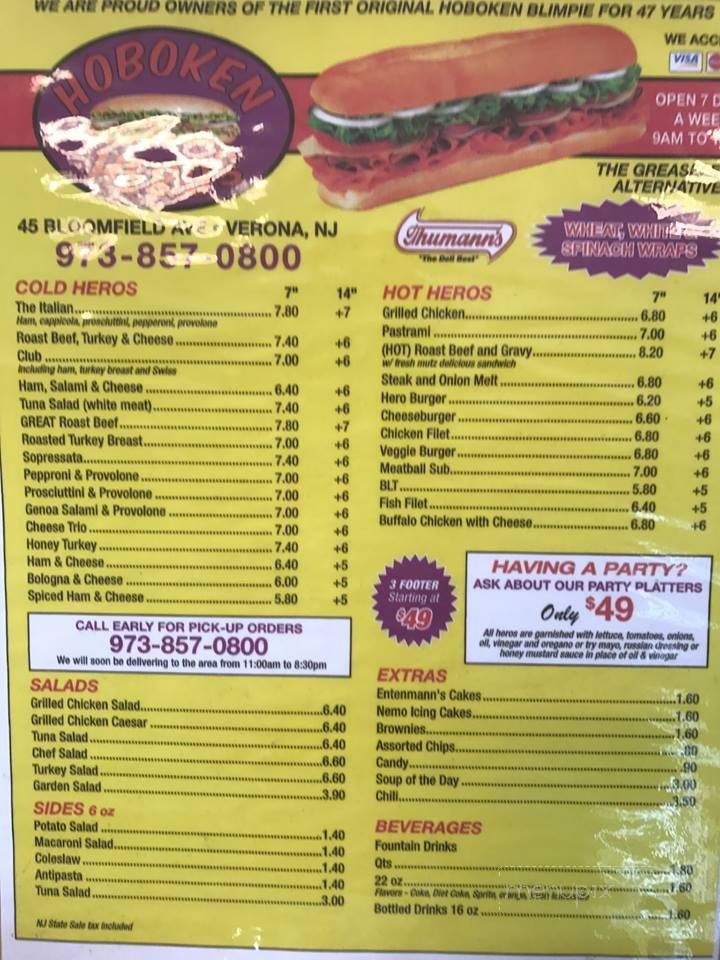 WE ARE PROUD OWNERS OF THE FIRST ORIGINAL HOBOKEN BLIMPIE FOR 47 YEARS
HOBOKEN
WE ACC
VISA
OPEN 7 D
A WEE
9AM TO
THE GREAS
ALTERNATIVE
45 BLOOMFIELD AVE • VERONA, NJ
973-857-0800
Thumann's
"The Deli Best"
WHEAT, WHITE
SPINACH WRAPS
COLD HEROS 7" 14"
The Italian 7.80 +7
Ham, cappicola, prosciuttini, pepperoni, provolone
Roast Beef, Turkey & Cheese 7.40 +6
Club 7.00 +6
Including ham, turkey breast and Swiss
Ham, Salami & Cheese 6.40 +6
Tuna Salad (white meat) 7.40 +6
GREAT Roast Beef 7.80 +7
Roasted Turkey Breast 7.00 +6
Sopressata 7.40 +6
Pepproni & Provolone 7.00 +6
Prosciuttini & Provolone 7.00 +6
Genoa Salami & Provolone 7.00 +6
Cheese Trio 7.00 +6
Honey Turkey 7.40 +6
Ham & Cheese 6.40 +5
Bologna & Cheese 6.00 +5
Spiced Ham & Cheese 5.80 +5
CALL EARLY FOR PICK-UP ORDERS
973-857-0800
We will soon be delivering to the area from 11:00am to 8:30pm
SALADS
Grilled Chicken Salad 6.40
Grilled Chicken Caesar 6.40
Tuna Salad 6.40
Chef Salad 6.60
Turkey Salad 6.60
Garden Salad 3.90
SIDES 6 oz
Potato Salad 1.40
Macaroni Salad 1.40
Coleslaw 1.40
Antipasta 1.40
Tuna Salad 3.00
NJ State Sale tax Included
HOT HEROS 7" 14"
Grilled Chicken 6.80 +6
Pastrami 7.00 +6
(HOT) Roast Beef and Gravy 8.20 +7
w/ fresh mutz delicious sandwich
Steak and Onion Melt 6.80 +6
Hero Burger 6.20 +5
Cheeseburger 6.60 +6
Chicken Filet 6.80 +6
Veggie Burger 6.80 +6
Meatball Sub 7.00 +6
BLT 5.80 +5
Fish Filet 6.40 +5
Buffalo Chicken with Cheese 6.80 +6
3 FOOTER
Starting at
$49
HAVING A PARTY?
ASK ABOUT OUR PARTY PLATTERS
Only $49
All heros are garnished with lettuce, tomatoes, onions,
oil, vinegar and oregano or try mayo, russian dressing or
honey mustard sauce in place of oil & vinegar
EXTRAS
Entenmann's Cakes 1.60
Nemo Icing Cakes 1.60
Brownies 1.60
Assorted Chips .80
Candy .90
Soup of the Day 3.00
Chili 3.50
BEVERAGES
Fountain Drinks
Qts 1.80
22 oz 1.60
Flavors - Coke, Diet Coke, Sprite, orange,
Bottled Drinks 16 oz 1.60